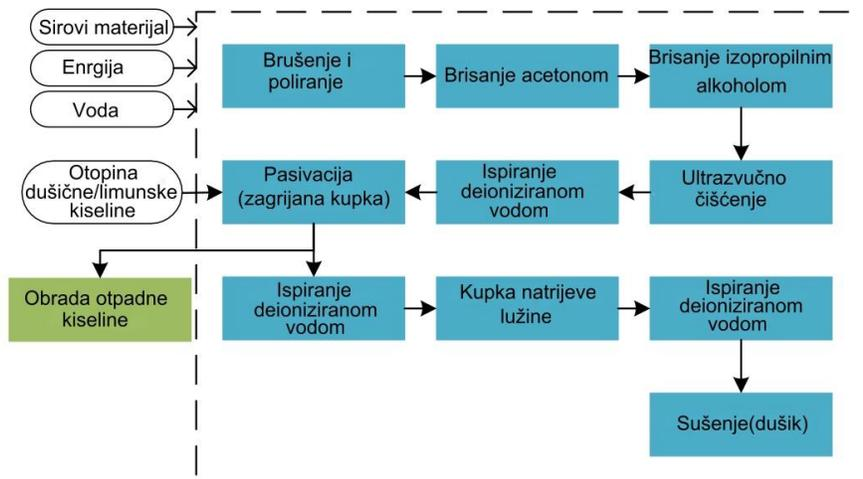 Sirovi materijal
Enrgija
Voda
Brušenje i
poliranje
Brisanje acetonom
Brisanje izopropilnim
alkoholom
Otopina
dušične/limunske
kiseline
Pasivacija
(zagrijana kupka)
Ispiranje
deioniziranom
vodom
Ultrazvučno
čišćenje
Obrada otpadne
kiseline
Ispiranje
deioniziranom
vodom
Kupka natrijeve
lužine
Ispiranje
deioniziranom
vodom
Sušenje(dušik)